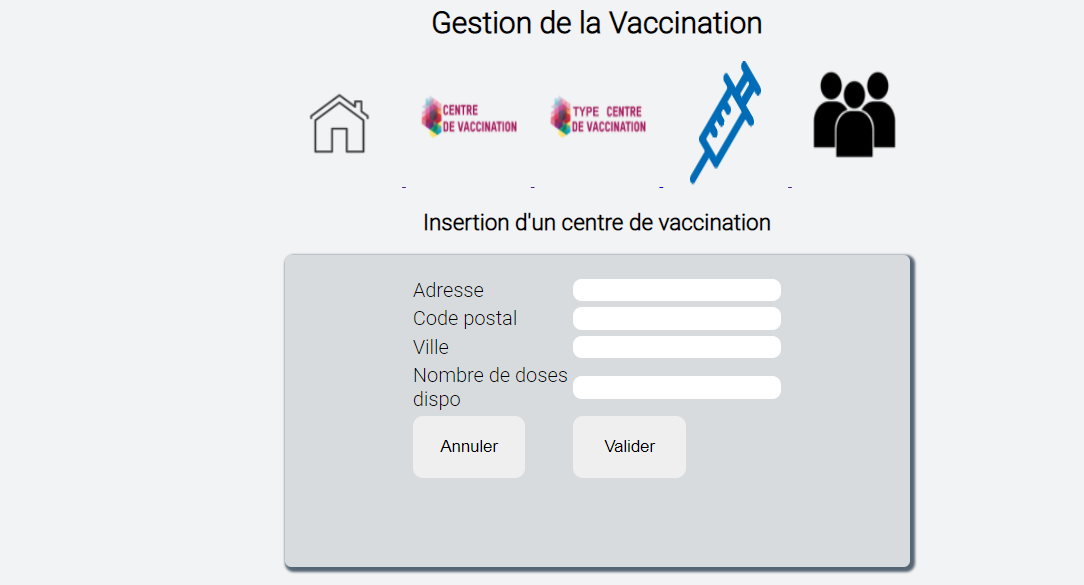 Gestion de la Vaccination
CENTRE
DE VACCINATION
TYPE CENTRE
DE VACCINATION
Insertion d'un centre de vaccination
Adresse
Code postal
Ville
Nombre de doses
dispo
Annuler
Valider